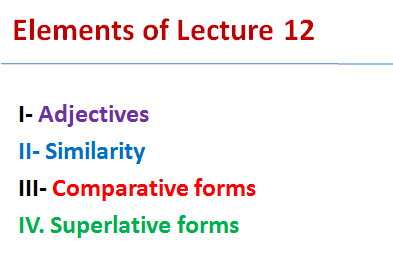 Elements of Lecture 12
I- Adjectives
II- Similarity
III- Comparative forms
IV. Superlative forms